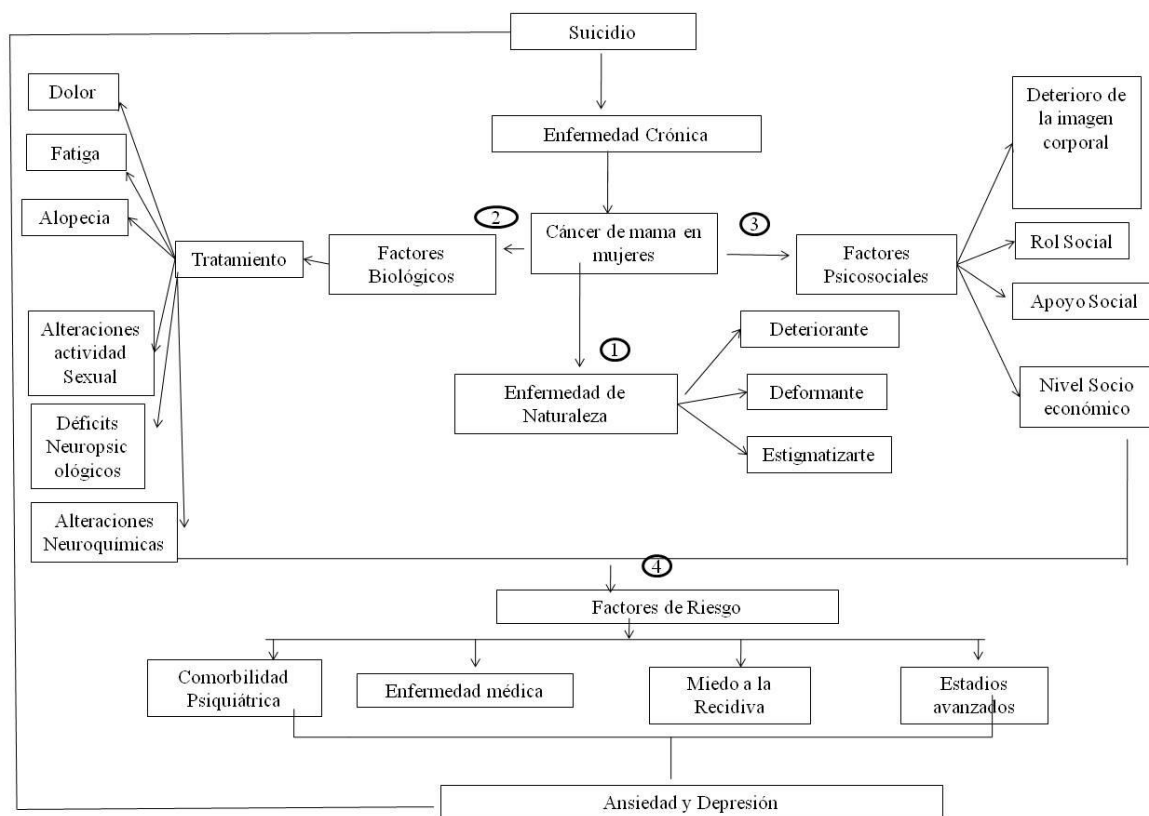 Suicidio
Enfermedad Crónica
Cáncer de mama en
mujeres
2
3
Factores
Biológicos
Tratamiento
Dolor
Fatiga
Alopecia
Alteraciones
actividad
Sexual
Déficits
Neuropsic
ológicos
Alteraciones
Neuroquímicas
Factores
Psicosociales
Deterioro de
la imagen
corporal
Rol Social
Apoyo Social
Nivel Socio
económico
1
Enfermedad de
Naturaleza
Deteriorante
Deformante
Estigmatizarte
4
Factores de Riesgo
Comorbilidad
Psiquiátrica
Enfermedad médica
Miedo a la
Recidiva
Estadios
avanzados
Ansiedad y Depresión